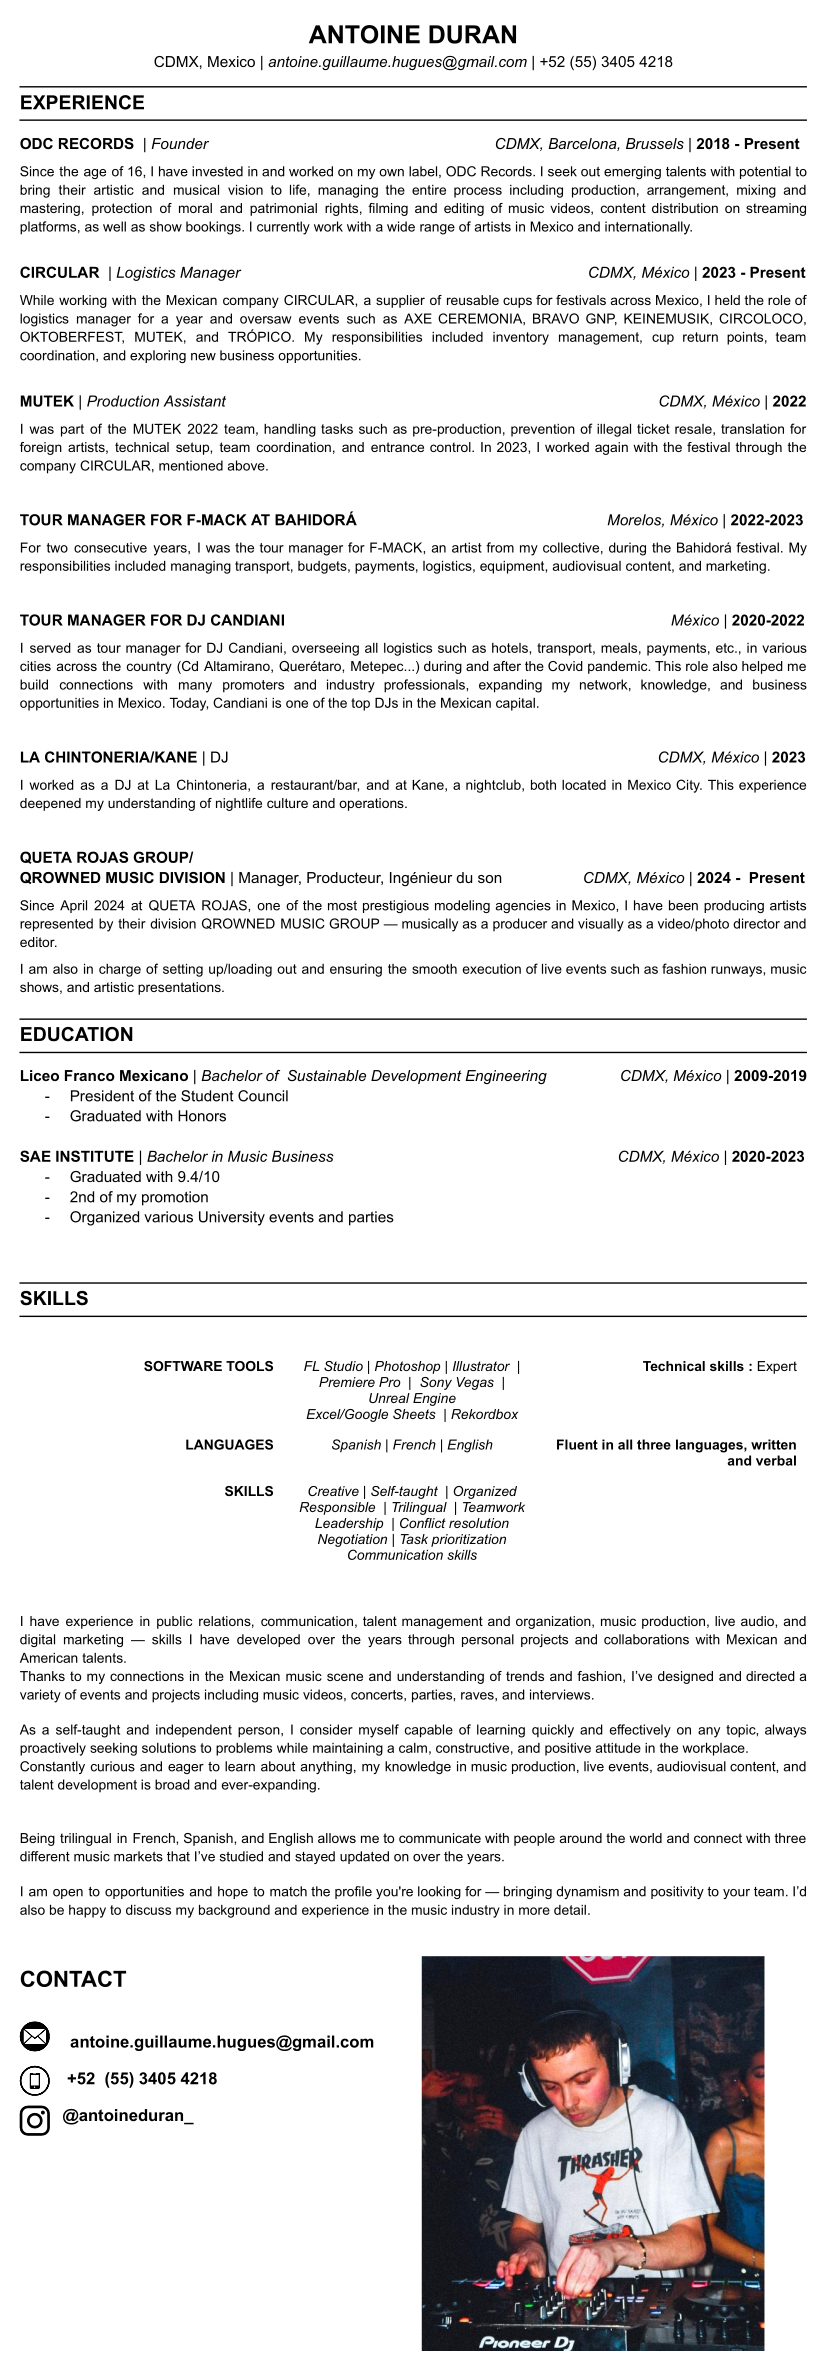 ANTOINE DURAN
CDMX, Mexico | antoine.guillaume.hugues@gmail.com | +52 (55) 3405 4218
EXPERIENCE
ODC RECORDS | Founder CDMX, Barcelona, Brussels | 2018 - Present
Since the age of 16, I have invested in and worked on my own label, ODC Records. I seek out emerging talents with potential to
bring their artistic and musical vision to life, managing the entire process including production, arrangement, mixing and
mastering, protection of moral and patrimonial rights, filming and editing of music videos, content distribution on streaming
platforms, as well as show bookings. I currently work with a wide range of artists in Mexico and internationally.
CIRCULAR | Logistics Manager CDMX, México | 2023 - Present
While working with the Mexican company CIRCULAR, a supplier of reusable cups for festivals across Mexico, I held the role of
logistics manager for a year and oversaw events such as AXE CEREMONIA, BRAVO GNP, KEINEMUSIK, CIRCOLOCO,
OKTOBERFEST, MUTEK, and TRÓPICO. My responsibilities included inventory management, cup return points, team
coordination, and exploring new business opportunities.
MUTEK | Production Assistant CDMX, México | 2022
I was part of the MUTEK 2022 team, handling tasks such as pre-production, prevention of illegal ticket resale, translation for
foreign artists, technical setup, team coordination, and entrance control. In 2023, I worked again with the festival through the
company CIRCULAR, mentioned above.
TOUR MANAGER FOR F-MACK AT BAHIDORÁ Morelos, México | 2022-2023
For two consecutive years, I was the tour manager for F-MACK, an artist from my collective, during the Bahidorá festival. My
responsibilities included managing transport, budgets, payments, logistics, equipment, audiovisual content, and marketing.
TOUR MANAGER FOR DJ CANDIANI México | 2020-2022
I served as tour manager for DJ Candiani, overseeing all logistics such as hotels, transport, meals, payments, etc., in various
cities across the country (Cd Altamirano, Querétaro, Metepec...) during and after the Covid pandemic. This role also helped me
build connections with many promoters and industry professionals, expanding my network, knowledge, and business
opportunities in Mexico. Today, Candiani is one of the top DJs in the Mexican capital.
LA CHINTONERIA/KANE | DJ CDMX, México | 2023
I worked as a DJ at La Chintoneria, a restaurant/bar, and at Kane, a nightclub, both located in Mexico City. This experience
deepened my understanding of nightlife culture and operations.
QUETA ROJAS GROUP/
QROWNED MUSIC DIVISION | Manager, Producteur, Ingénieur du son CDMX, México | 2024 - Present
Since April 2024 at QUETA ROJAS, one of the most prestigious modeling agencies in Mexico, I have been producing artists
represented by their division QROWNED MUSIC GROUP — musically as a producer and visually as a video/photo director and
editor.
I am also in charge of setting up/loading out and ensuring the smooth execution of live events such as fashion runways, music
shows, and artistic presentations.
EDUCATION
Liceo Franco Mexicano | Bachelor of Sustainable Development Engineering CDMX, México | 2009-2019
- President of the Student Council
- Graduated with Honors
SAE INSTITUTE | Bachelor in Music Business CDMX, México | 2020-2023
- Graduated with 9.4/10
- 2nd of my promotion
- Organized various University events and parties
SKILLS
SOFTWARE TOOLS FL Studio | Photoshop | Illustrator | Technical skills : Expert
Premiere Pro | Sony Vegas |
Unreal Engine
Excel/Google Sheets | Rekordbox
LANGUAGES Spanish | French | English Fluent in all three languages, written
and verbal
SKILLS Creative | Self-taught | Organized
Responsible | Trilingual | Teamwork
Leadership | Conflict resolution
Negotiation | Task prioritization
Communication skills
I have experience in public relations, communication, talent management and organization, music production, live audio, and
digital marketing — skills I have developed over the years through personal projects and collaborations with Mexican and
American talents.
Thanks to my connections in the Mexican music scene and understanding of trends and fashion, I've designed and directed a
variety of events and projects including music videos, concerts, parties, raves, and interviews.
As a self-taught and independent person, I consider myself capable of learning quickly and effectively on any topic, always
proactively seeking solutions to problems while maintaining a calm, constructive, and positive attitude in the workplace.
Constantly curious and eager to learn about anything, my knowledge in music production, live events, audiovisual content, and
talent development is broad and ever-expanding.
Being trilingual in French, Spanish, and English allows me to communicate with people around the world and connect with three
different music markets that I've studied and stayed updated on over the years.
I am open to opportunities and hope to match the profile you're looking for — bringing dynamism and positivity to your team. I'd
also be happy to discuss my background and experience in the music industry in more detail.
CONTACT
antoine.guillaume.hugues@gmail.com
+52 (55) 3405 4218
@antoineduran_
THRASHER
Pioneer Dj